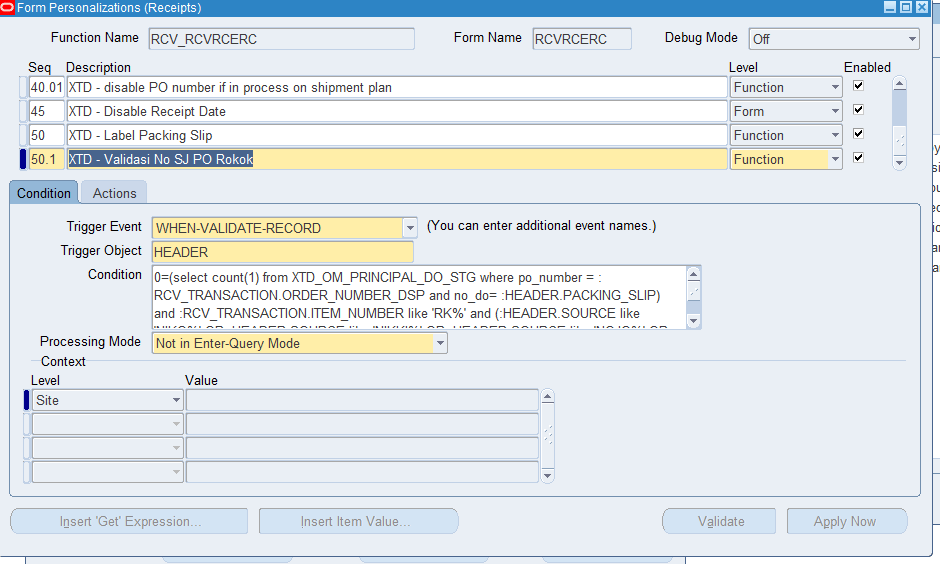 Form Personalizations (Receipts)
Function Name RCV_RCVRCERC Form Name RCVRCERC Debug Mode Off
Seq Description Level Enabled
40.01 XTD - disable PO number if in process on shipment plan Function
45 XTD - Disable Receipt Date Form
50 XTD - Label Packing Slip Function
50.1 XTD - Validasi No SJ PO Rokok Function
Condition Actions
Trigger Event WHEN-VALIDATE-RECORD (You can enter additional event names.)
Trigger Object HEADER
Condition 0=(select count(1) from XTD_OM_PRINCIPAL_DO_STG where po_number = :
RCV_TRANSACTION.ORDER_NUMBER_DSP and no_do= :HEADER.PACKING_SLIP)
and :RCV_TRANSACTION.ITEM_NUMBER like 'RK%' and (:HEADER.SOURCE like
Processing Mode Not in Enter-Query Mode
Context
Level Value
Site
Insert 'Get' Expression... Insert Item Value... Validate Apply Now